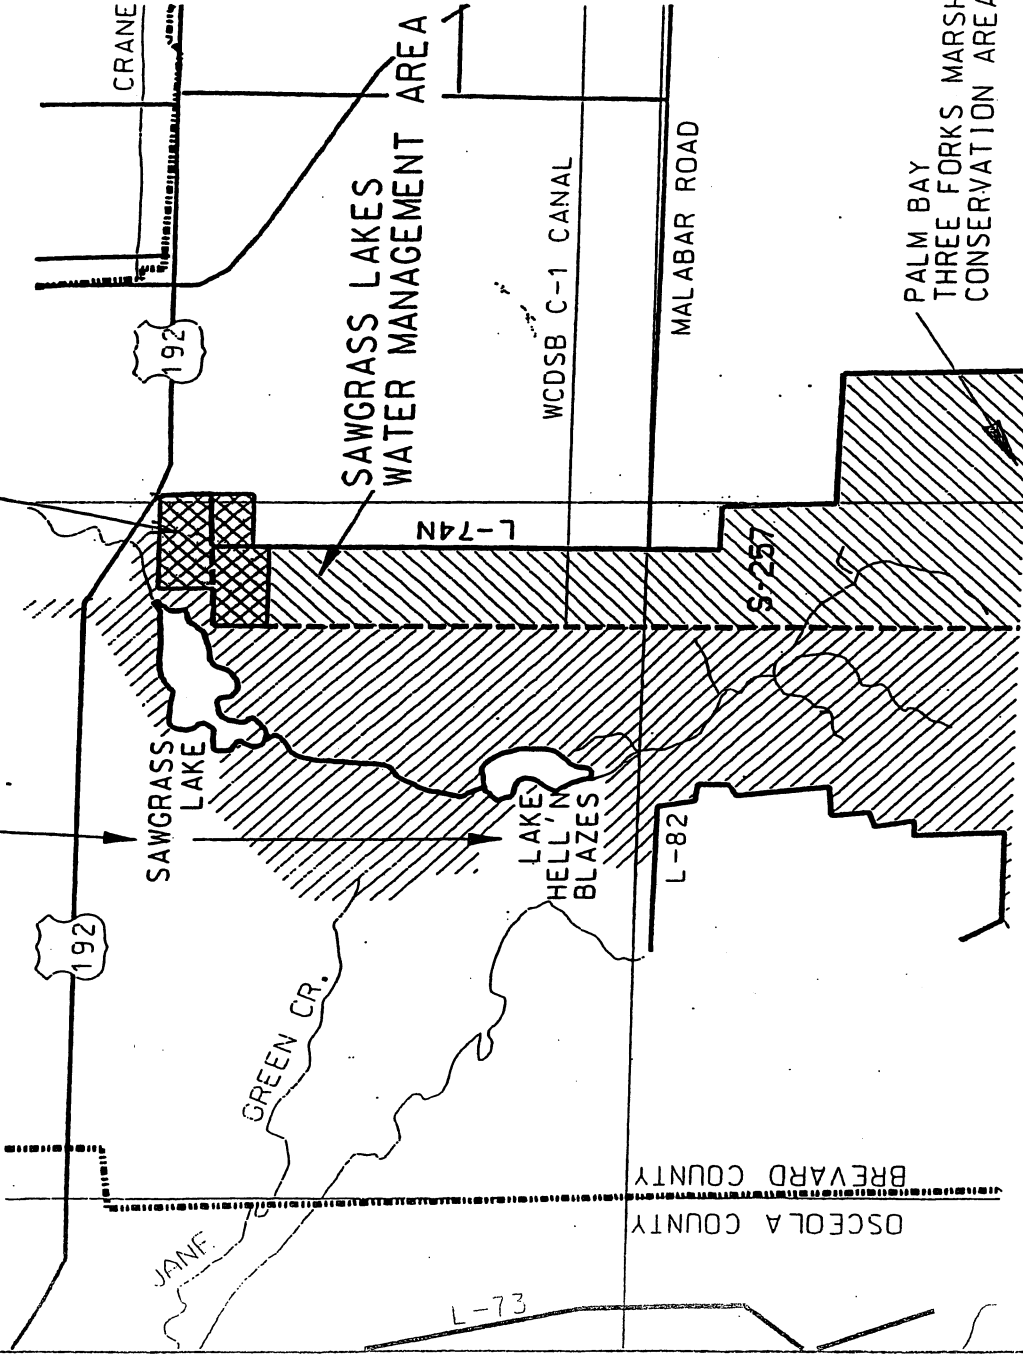 CRANE
192
SAWGRASS LAKES
WATER MANAGEMENT AREA
WCDSB C-1 CANAL
MALABAR ROAD
PALM BAY
THREE FORKS MARSH
CONSERVATION AREA
L-74N
S-257
SAWGRASS
LAKE
LAKE
HELL 'N
BLAZES
L-82
192
GREEN CR.
JANE
BREVARD COUNTY
OSCEOLA COUNTY
L-73